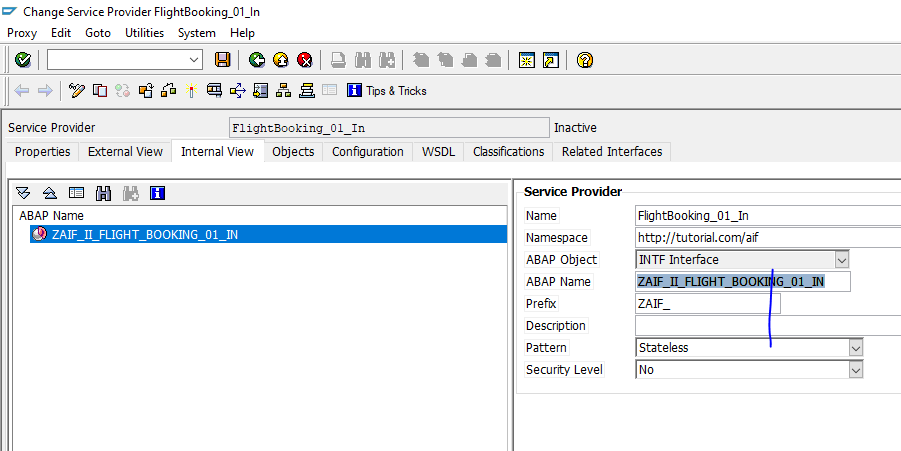 Change Service Provider FlightBooking_01_In
Proxy Edit Goto Utilities System Help
Tips & Tricks
Service Provider FlightBooking_01_In Inactive
Properties External View Internal View Objects Configuration WSDL Classifications Related Interfaces
ABAP Name
ZAIF_II_FLIGHT_BOOKING_01_IN
Service Provider
Name FlightBooking_01_In
Namespace http://tutorial.com/aif
ABAP Object INTF Interface
ABAP Name ZAIF_II_FLIGHT_BOOKING_01_IN
Prefix ZAIF_
Description
Pattern Stateless
Security Level No